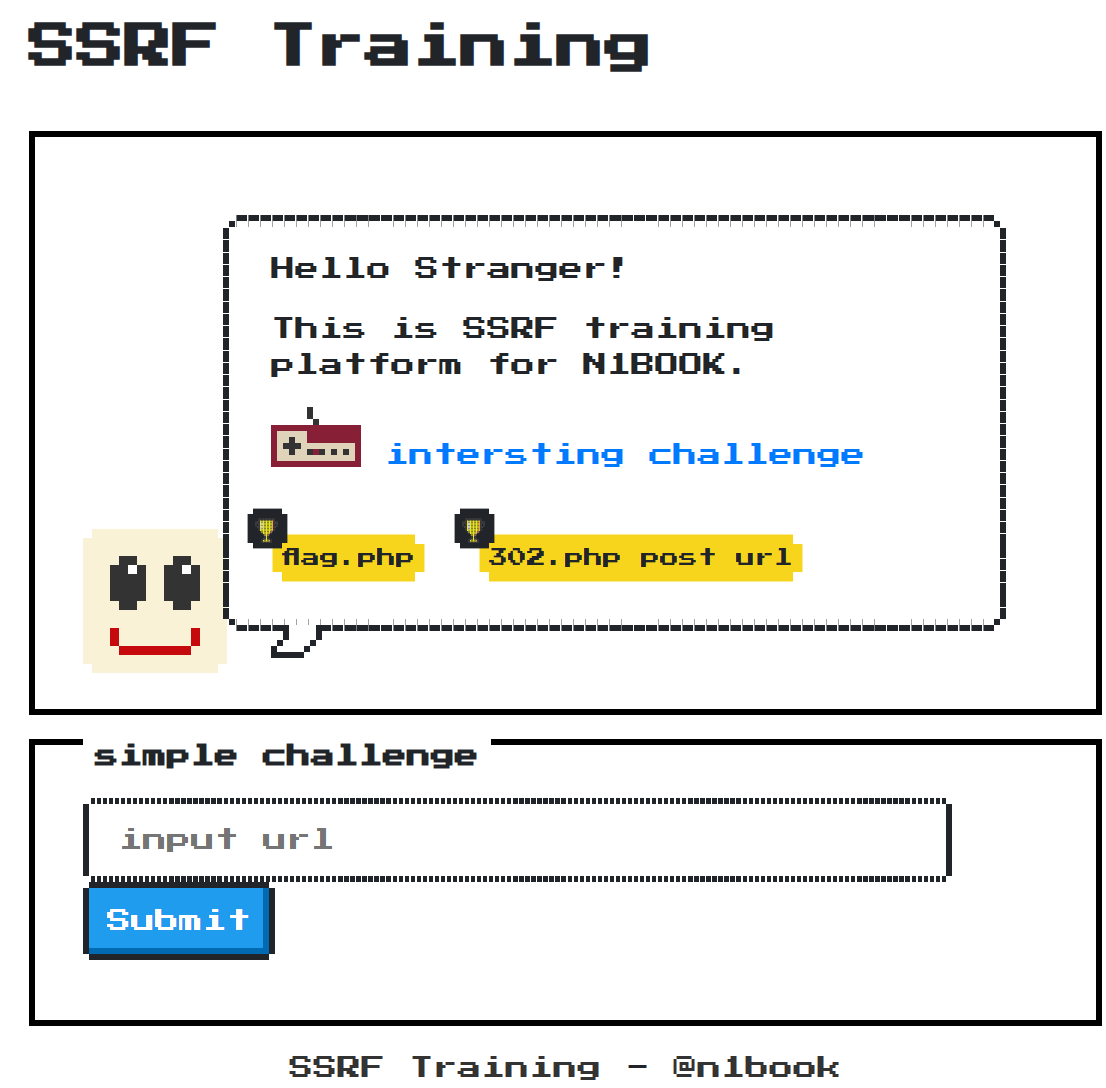 SSRF Training
Hello Stranger!
This is SSRF training
platform for N1BOOK.
intersting challenge
flag.php 302.php post url
simple challenge
input url
Submit
SSRF Training - @n1book